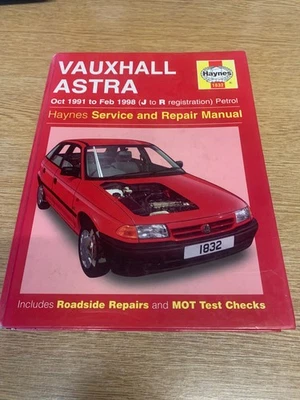 VAUXHALL
ASTRA
Haynes
1832
Oct 1991 to Feb 1998 (J to R registration) Petrol
Haynes Service and Repair Manual
1832
Includes Roadside Repairs and MOT Test Checks